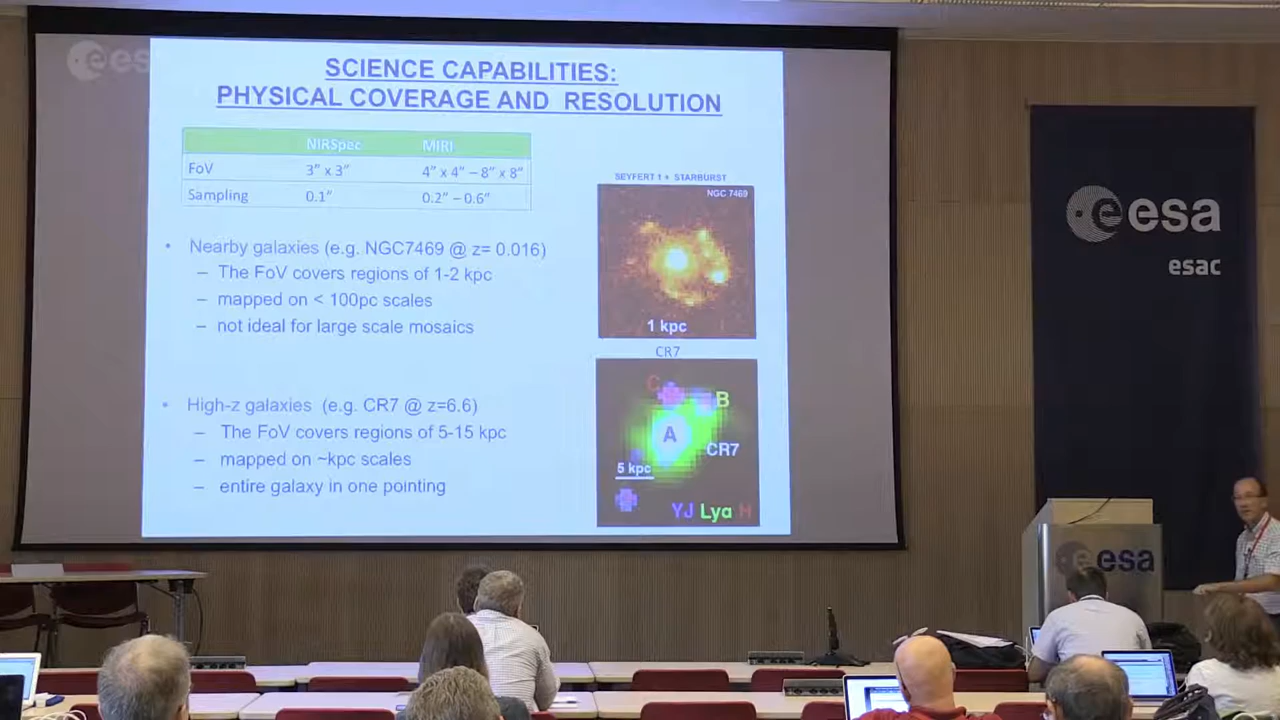 esa
SCIENCE CAPABILITIES:
PHYSICAL COVERAGE AND RESOLUTION
NIRSpec MIRI
FoV 3” x 3” 4” x 4” – 8” x 8”
Sampling 0.1” 0.2” – 0.6”
• Nearby galaxies (e.g. NGC7469 @ z= 0.016)
– The FoV covers regions of 1-2 kpc
– mapped on < 100pc scales
– not ideal for large scale mosaics
• High-z galaxies (e.g. CR7 @ z=6.6)
– The FoV covers regions of 5-15 kpc
– mapped on ~kpc scales
– entire galaxy in one pointing
SEYFERT 1 + STARBURST
NGC 7469
1 kpc
CR7
C
B
A
CR7
5 kpc
YJ Lyα H
esa
esac
esa